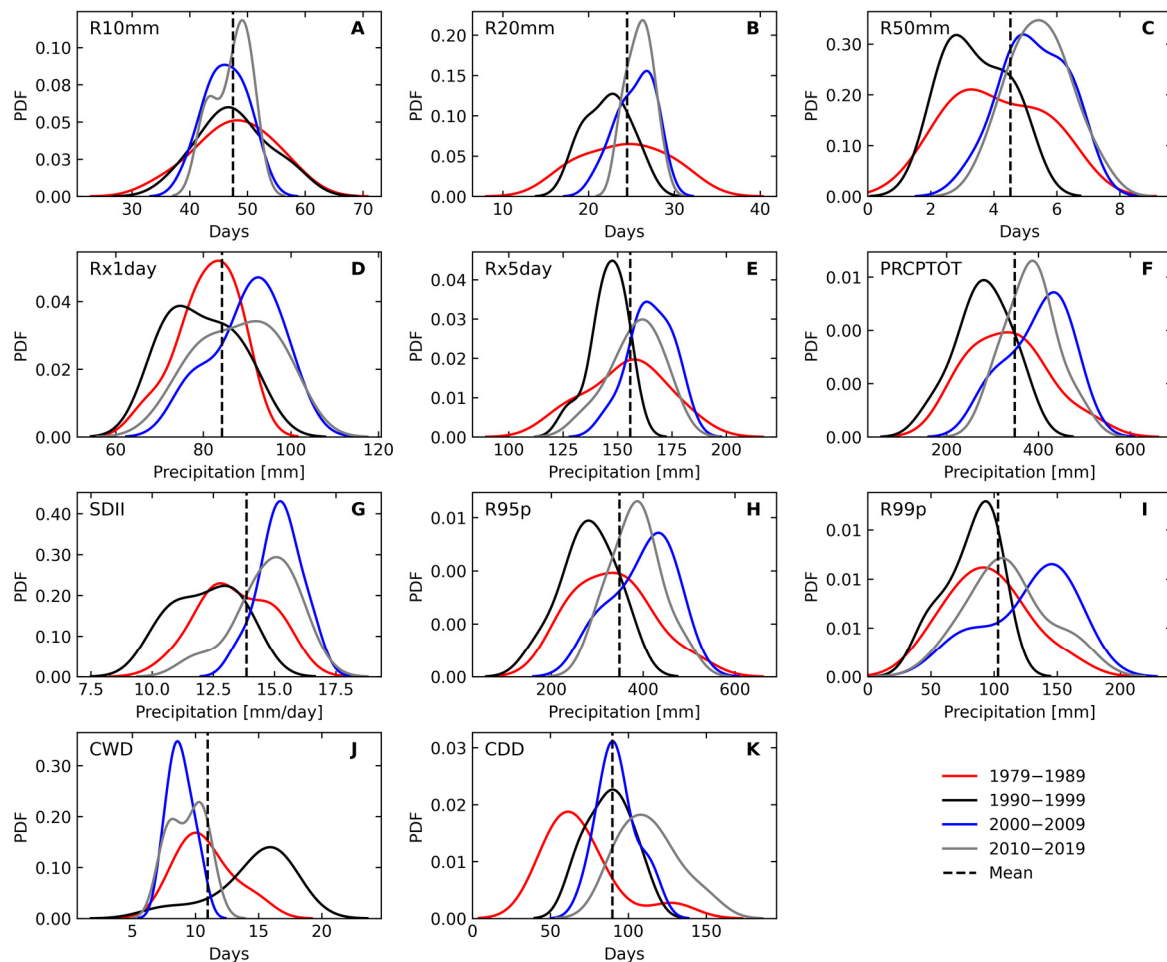 R10mm A
0.10
0.08
0.05
0.03
0.00
PDF
30 40 50 60 70
Days
R20mm B
0.20
0.15
0.10
0.05
0.00
PDF
10 20 30 40
Days
R50mm C
0.30
0.20
0.10
0.00
PDF
0 2 4 6 8
Days
Rx1day D
0.04
0.02
0.00
PDF
60 80 100 120
Precipitation [mm]
Rx5day E
0.04
0.03
0.02
0.01
0.00
PDF
100 125 150 175 200
Precipitation [mm]
PRCPTOT F
0.01
0.00
0.00
0.00
PDF
200 400 600
Precipitation [mm]
SDII G
0.40
0.30
0.20
0.10
0.00
PDF
7.5 10.0 12.5 15.0 17.5
Precipitation [mm/day]
R95p H
0.01
0.00
0.00
0.00
PDF
200 400 600
Precipitation [mm]
R99p I
0.01
0.01
0.01
0.00
PDF
0 50 100 150 200
Precipitation [mm]
CWD J
0.30
0.20
0.10
0.00
PDF
5 10 15 20
Days
CDD K
0.03
0.02
0.01
0.00
PDF
0 50 100 150
Days
1979−1989
1990−1999
2000−2009
2010−2019
Mean